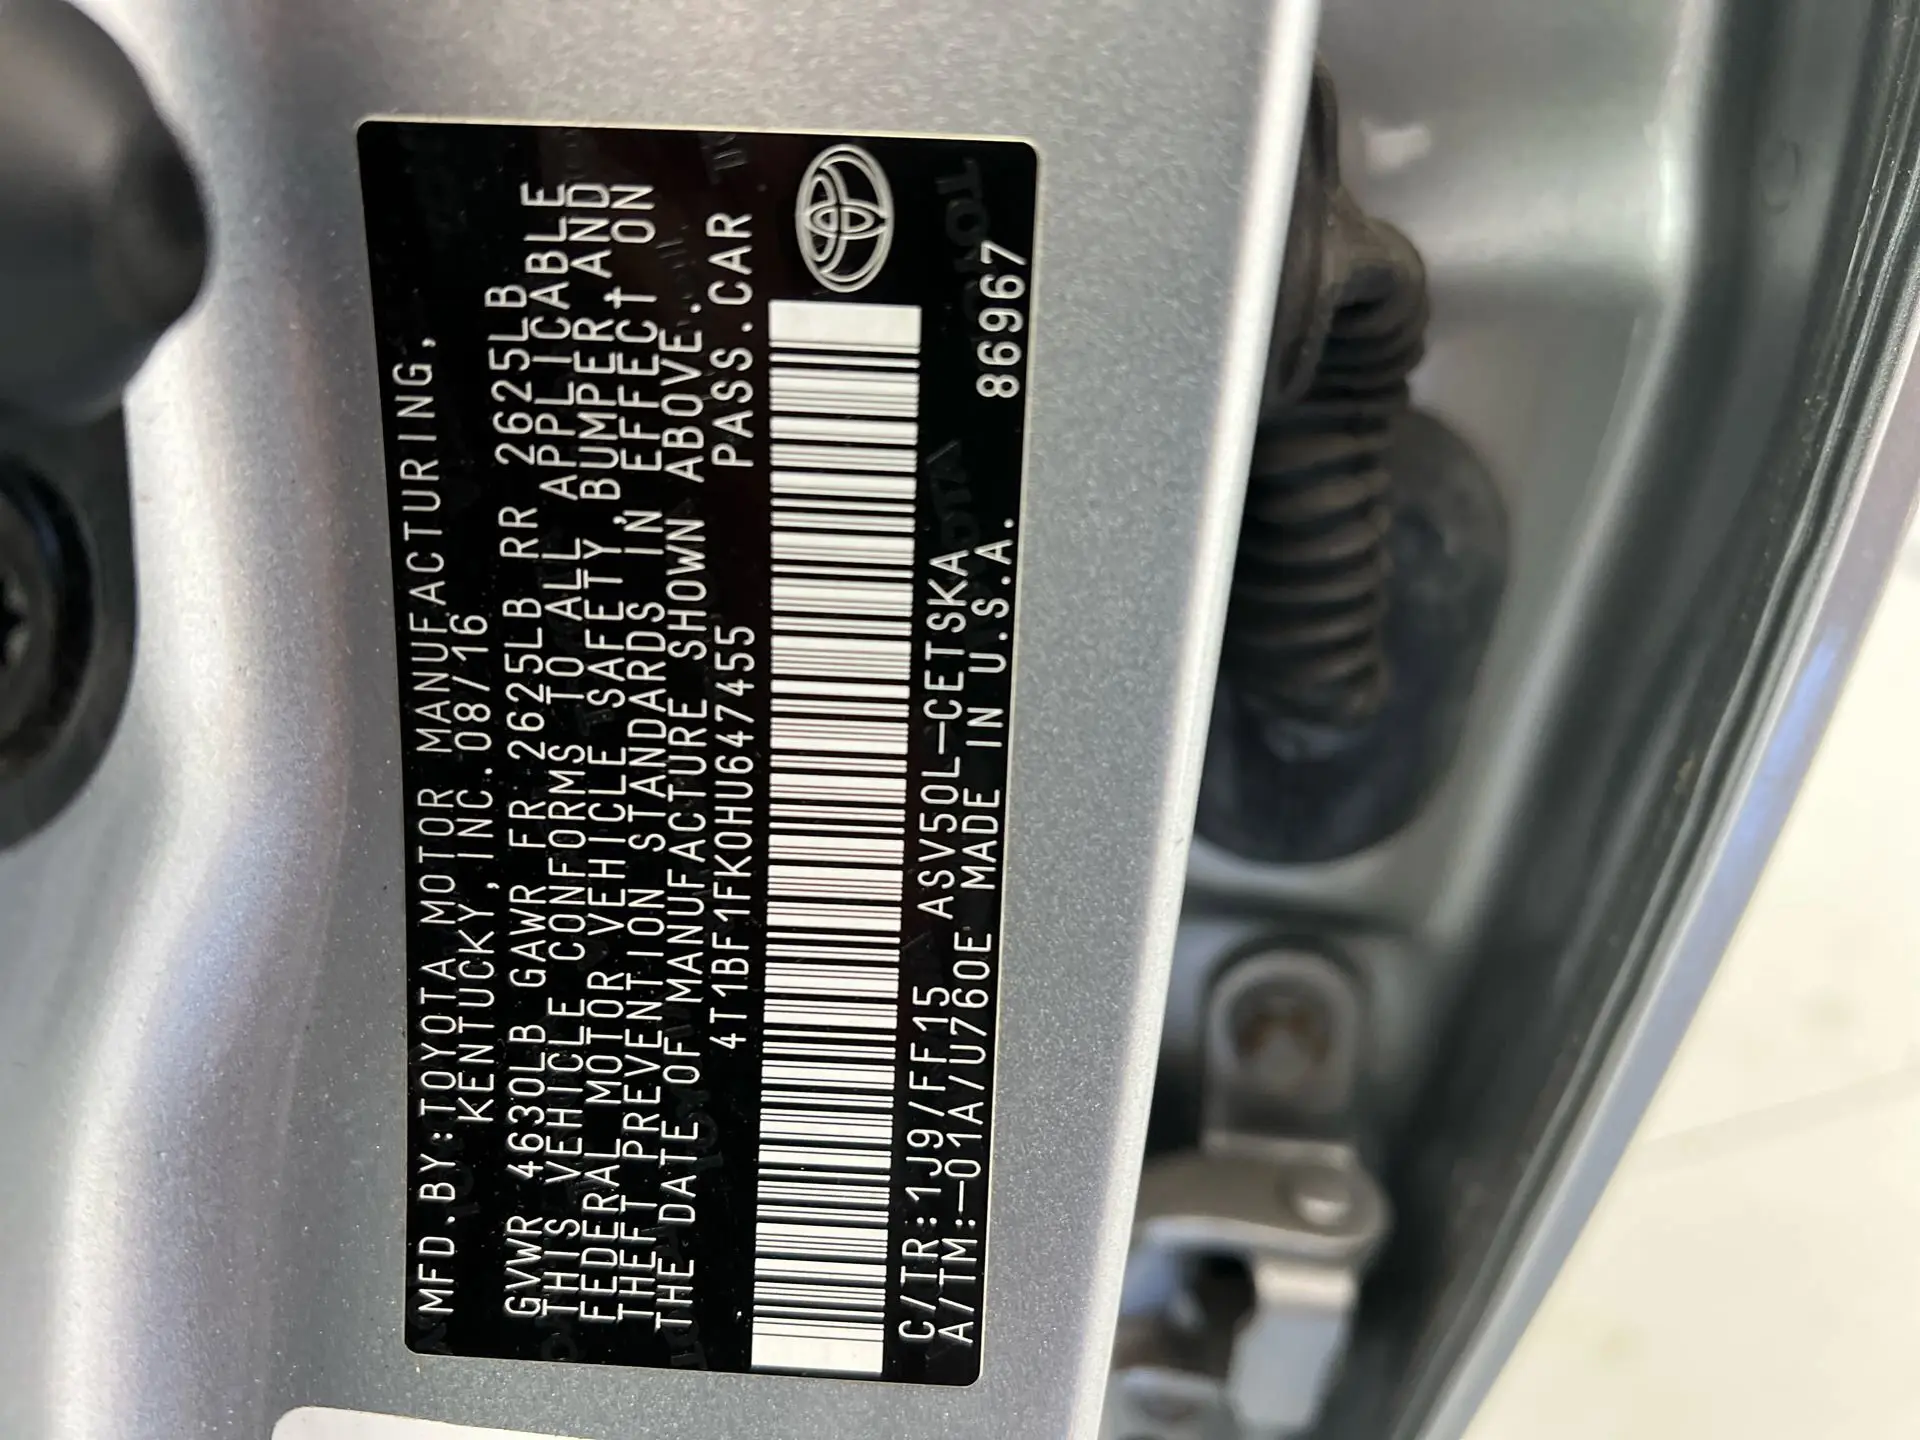 MFD.BY:TOYOTA MOTOR MANUFACTURING,
KENTUCKY,INC.08/16
GVWR 4630LB GAWR FR 2625LB RR 2625LB
THIS VEHICLE CONFORMS TO ALL APPLICABLE
FEDERAL MOTOR VEHICLE SAFETY, BUMPER, AND
THEFT PREVENTION STANDARDS IN EFFECT ON
THE DATE OF MANUFACTURE SHOWN ABOVE.
4T1BF1FK0HU647455 PASS.CAR
C/TR:1J9/FF15 ASV50L-CETSKA
A/TM:-01A/U760E MADE IN U.S.A.
86967